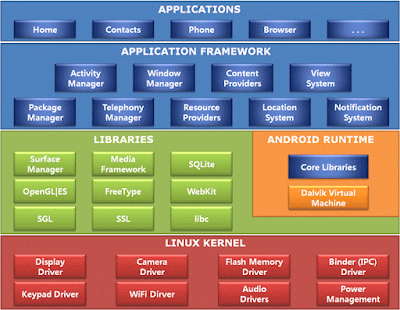 APPLICATIONS
Home
Contacts
Phone
Browser
...
APPLICATION FRAMEWORK
Activity
Manager
Window
Manager
Content
Providers
View
System
Package
Manager
Telephony
Manager
Resource
Providers
Location
System
Notification
System
LIBRARIES
Surface
Manager
Media
Framework
SQLite
OpenGL|ES
FreeType
WebKit
SGL
SSL
libc
ANDROID RUNTIME
Core Libraries
Dalvik Virtual
Machine
LINUX KERNEL
Display
Driver
Camera
Driver
Flash Memory
Driver
Binder (IPC)
Driver
Keypad Driver
WiFi Dirver
Audio
Drivers
Power
Management